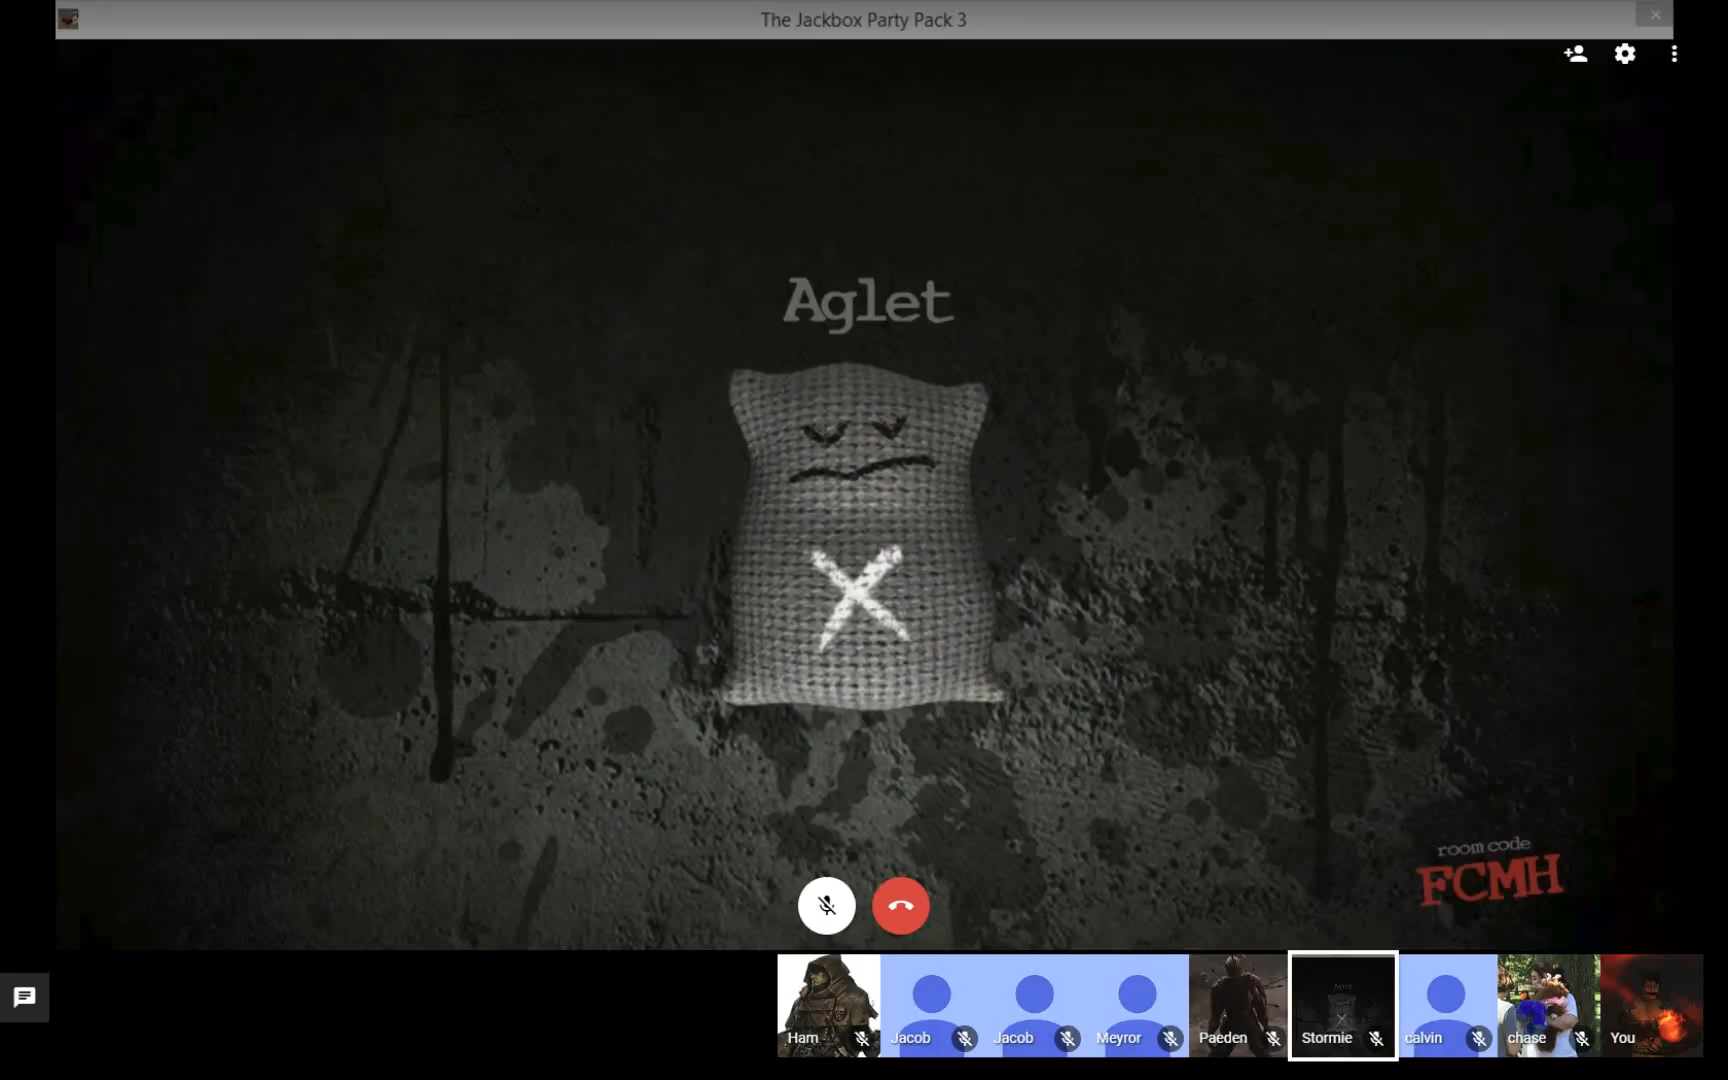 The Jackbox Party Pack 3
Aglet
room code
FCMH
Ham
Jacob
Jacob
Meyror
Paeden
Stormie
calvin
chase
You